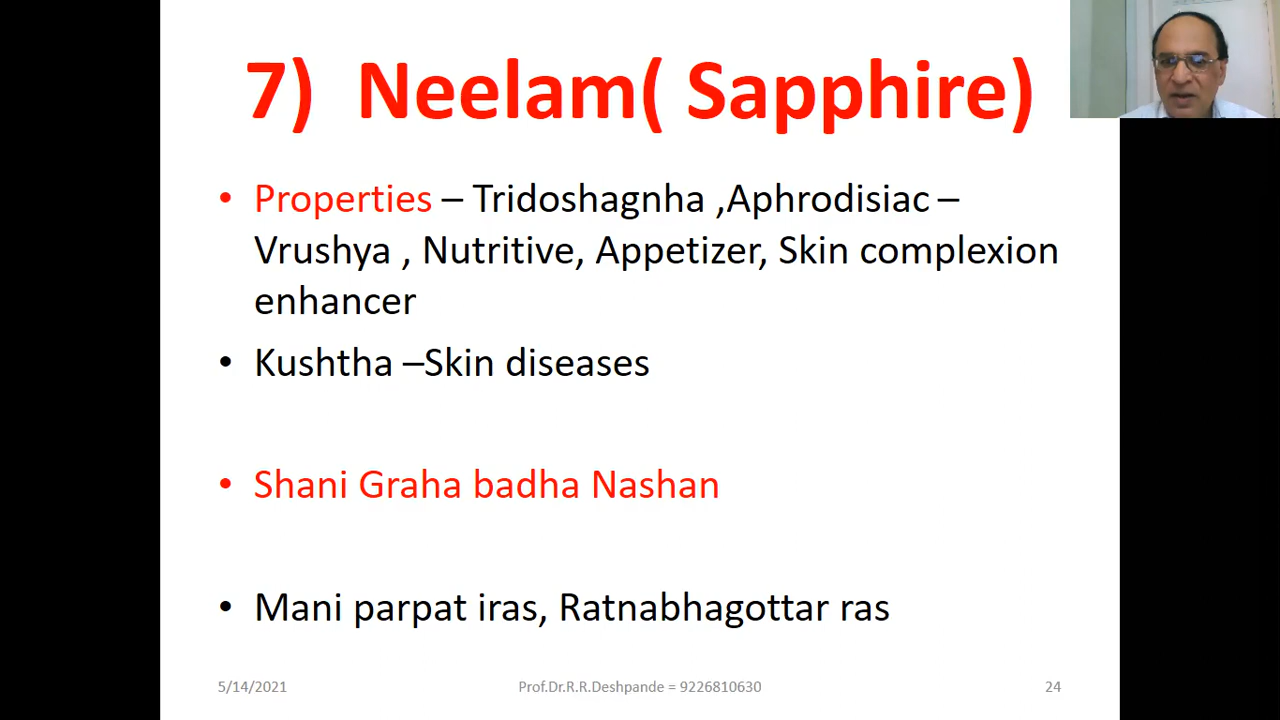 7) Neelam( Sapphire)
• Properties – Tridoshagnha ,Aphrodisiac –
Vrushya , Nutritive, Appetizer, Skin complexion
enhancer
• Kushtha –Skin diseases
• Shani Graha badha Nashan
• Mani parpat iras, Ratnabhagottar ras
5/14/2021
Prof.Dr.R.R.Deshpande = 9226810630
24